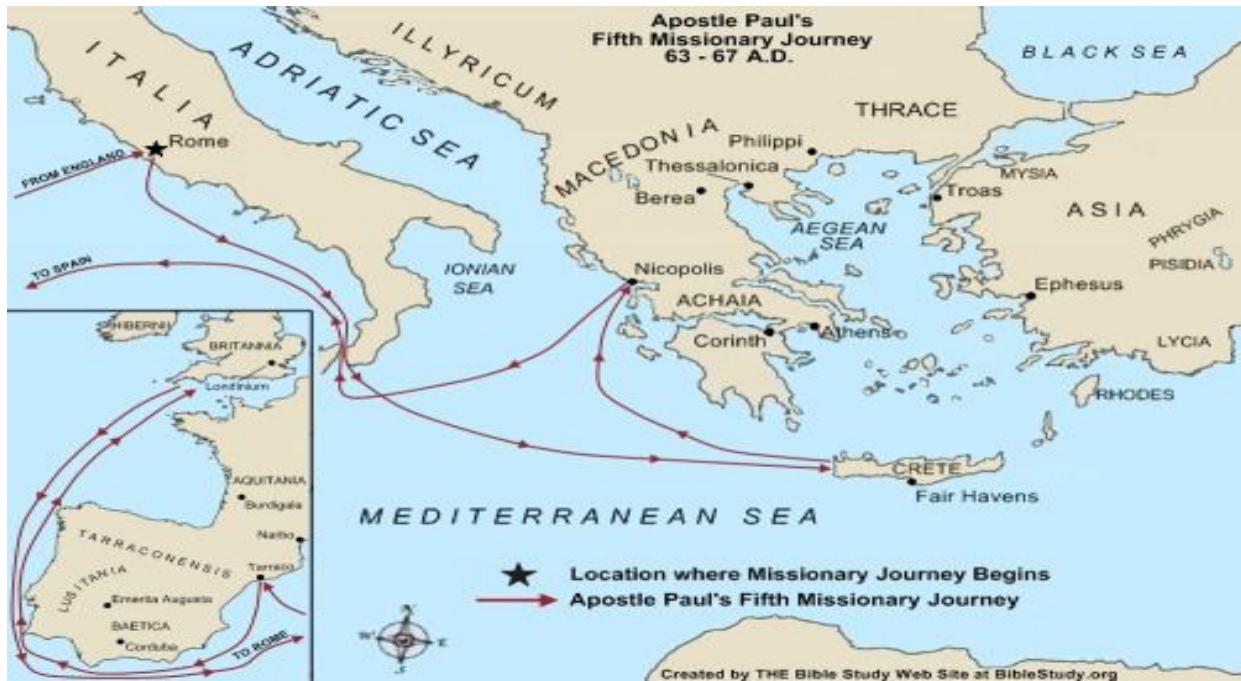 Apostle Paul's
Fifth Missionary Journey
63 - 67 A.D.
BLACK SEA
ITALIA
ADRIATIC SEA
ILLYRICUM
THRACE
MACEDONIA
Philippi
Thessalonica
Berea
MYSIA
Troas
ASIA
PHRYGIA
PISIDIA
AEGEAN
SEA
Rome
FROM ENGLAND
TO SPAIN
IONIAN
SEA
Nicopolis
ACHAIA
Ephesus
Corinth
Athens
LYCIA
RHODES
CRETE
Fair Havens
MEDITERRANEAN SEA
HIBERNII
BRITANNIA
Londinium
AQUITANIA
Burdigala
Narbo
TARRACONENSIS
Tarraco
LUSITANIA
Emerita Augusta
BAETICA
Corduba
TO ROME
Location where Missionary Journey Begins
Apostle Paul's Fifth Missionary Journey
N
W
E
S
Created by THE Bible Study Web Site at BibleStudy.org